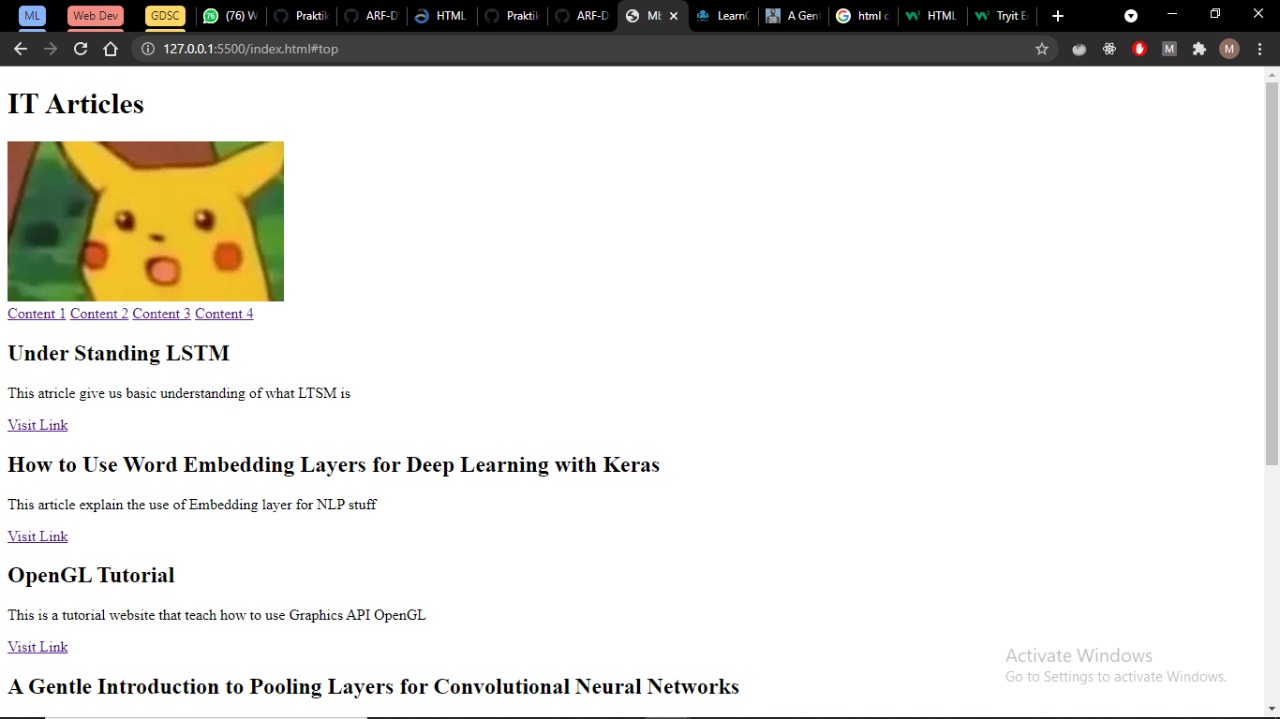 ML Web Dev GDSC (76) W Praktik ARF-D HTML Praktik ARF-D LearnO A Gent html c HTML Tryit E
127.0.0.1:5500/index.html#top M M
IT Articles
Content 1 Content 2 Content 3 Content 4
Under Standing LSTM
This atricle give us basic understanding of what LTSM is
Visit Link
How to Use Word Embedding Layers for Deep Learning with Keras
This article explain the use of Embedding layer for NLP stuff
Visit Link
OpenGL Tutorial
This is a tutorial website that teach how to use Graphics API OpenGL
Visit Link
Activate Windows
Go to Settings to activate Windows.
A Gentle Introduction to Pooling Layers for Convolutional Neural Networks